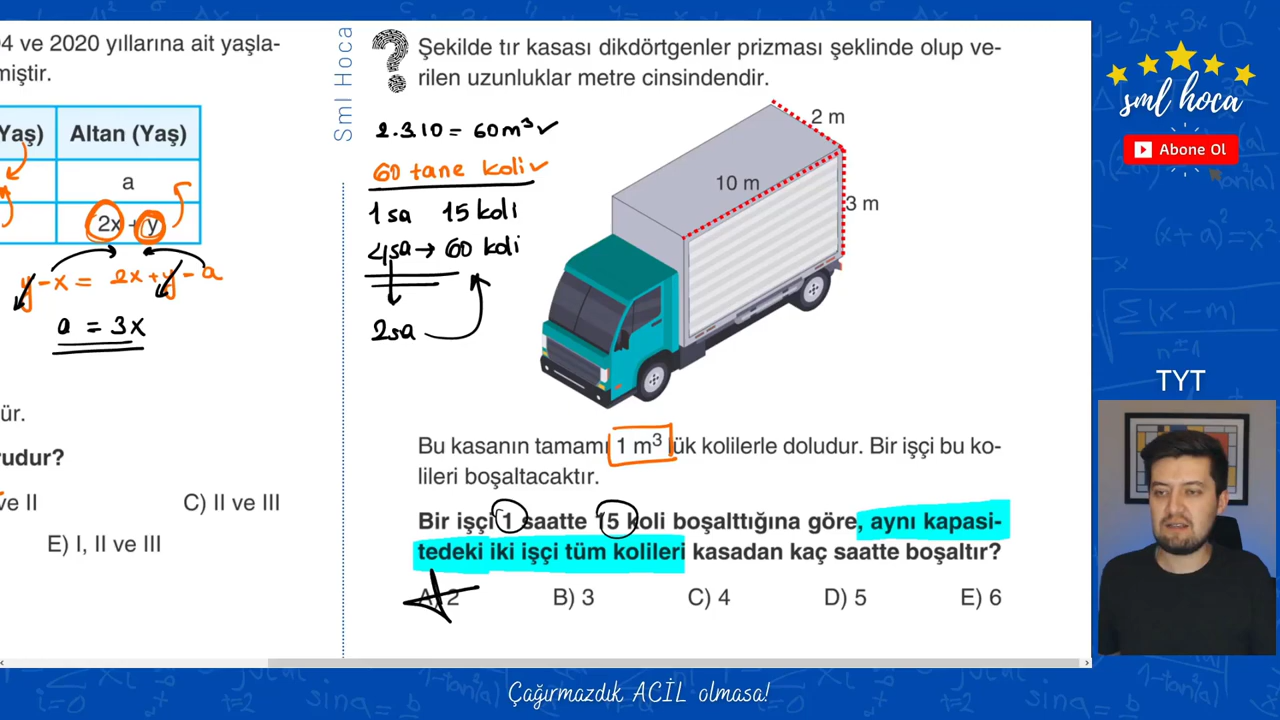 04 ve 2020 yıllarına ait yaşla-
miştir.
Yaş)
Altan (Yaş)
a
2x + y
y - x = 2x + y - a
a = 3x
ür.
rudur?
ve II
C) II ve III
E) I, II ve III
Sml Hoca
Şekilde tır kasası dikdörtgenler prizması şeklinde olup ve-
rilen uzunluklar metre cinsindendir.
2.3.10 = 60m³
60 tane koli
1 sa 15 koli
4sa → 60 koli
2sa
2 m
10 m
3 m
Bu kasanın tamamı 1 m³ lük kolilerle doludur. Bir işçi bu ko-
lileri boşaltacaktır.
Bir işçi 1 saatte 15 koli boşalttığına göre, aynı kapasi-
tedeki iki işçi tüm kolileri kasadan kaç saatte boşaltır?
A) 2
B) 3
C) 4
D) 5
E) 6
sml hoca
Abone Ol
TYT
Çağırmazdık ACİL olmasa!